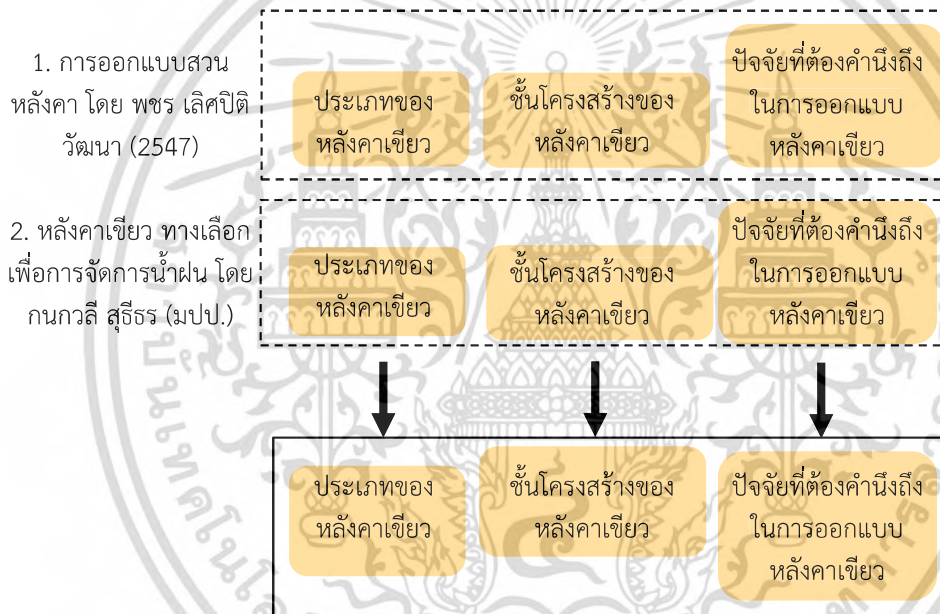 1. การออกแบบสวน
หลังคา โดย พชร เลิศปิติ
วัฒนา (2547)
ประเภทของ
หลังคาเขียว
ชั้นโครงสร้างของ
หลังคาเขียว
ปัจจัยที่ต้องคำนึงถึง
ในการออกแบบ
หลังคาเขียว
2. หลังคาเขียว ทางเลือก
เพื่อการจัดการน้ำฝน โดย
กนกวลี สุธีธร (มปป.)
ประเภทของ
หลังคาเขียว
ชั้นโครงสร้างของ
หลังคาเขียว
ปัจจัยที่ต้องคำนึงถึง
ในการออกแบบ
หลังคาเขียว
ประเภทของ
หลังคาเขียว
ชั้นโครงสร้างของ
หลังคาเขียว
ปัจจัยที่ต้องคำนึงถึง
ในการออกแบบ
หลังคาเขียว